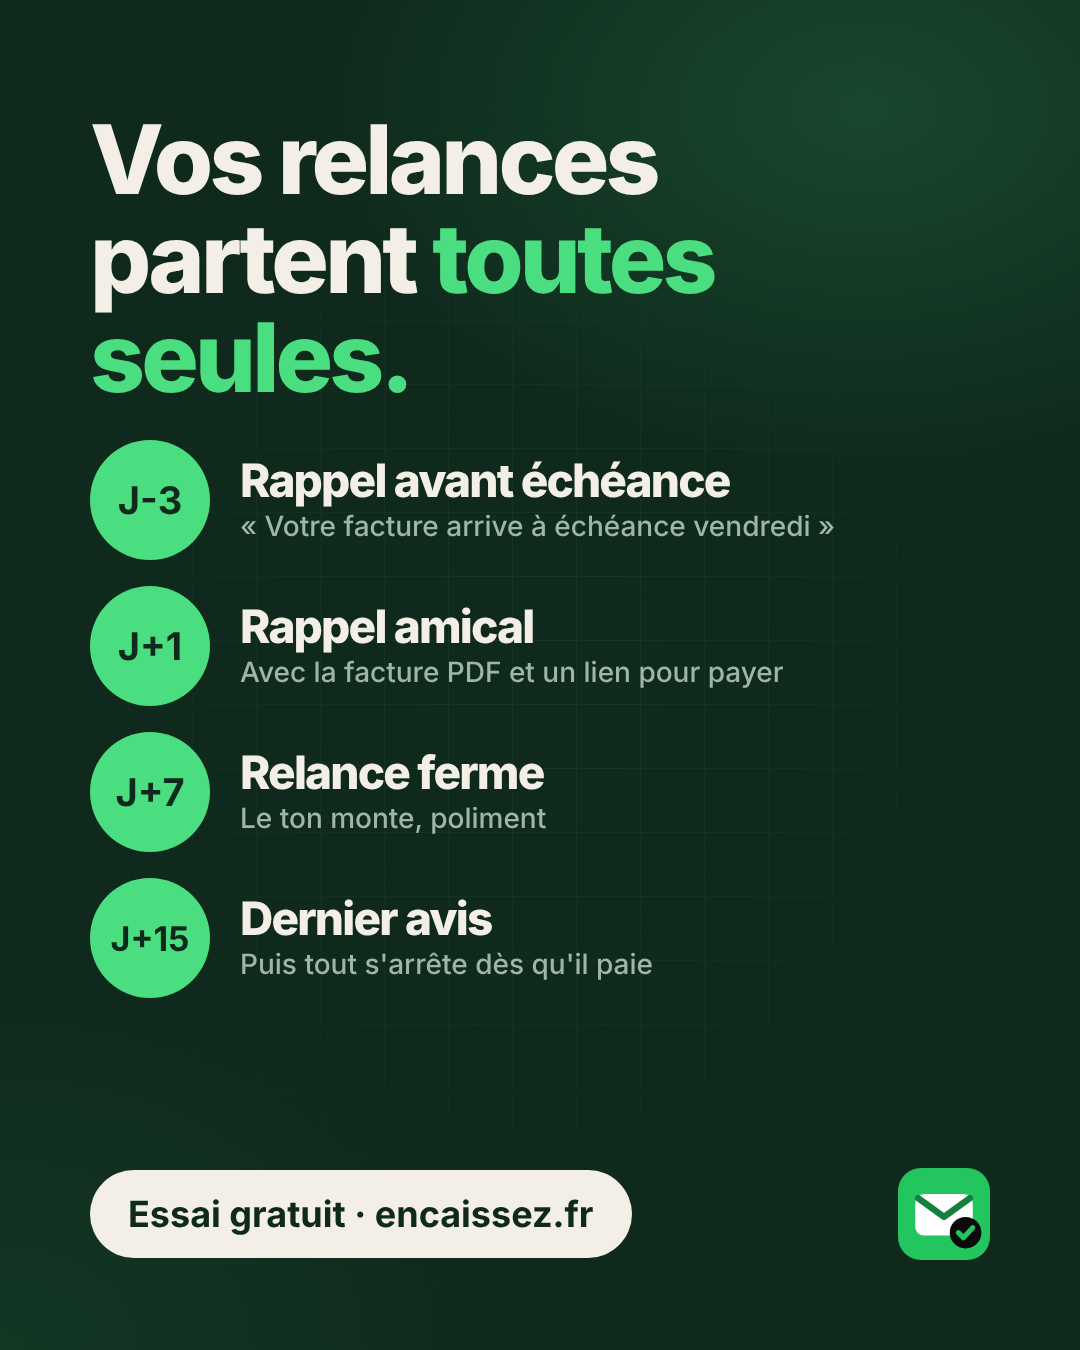 Vos relances
partent toutes
seules.
J-3
Rappel avant échéance
« Votre facture arrive à échéance vendredi »
J+1
Rappel amical
Avec la facture PDF et un lien pour payer
J+7
Relance ferme
Le ton monte, poliment
J+15
Dernier avis
Puis tout s'arrête dès qu'il paie
Essai gratuit · encaissez.fr